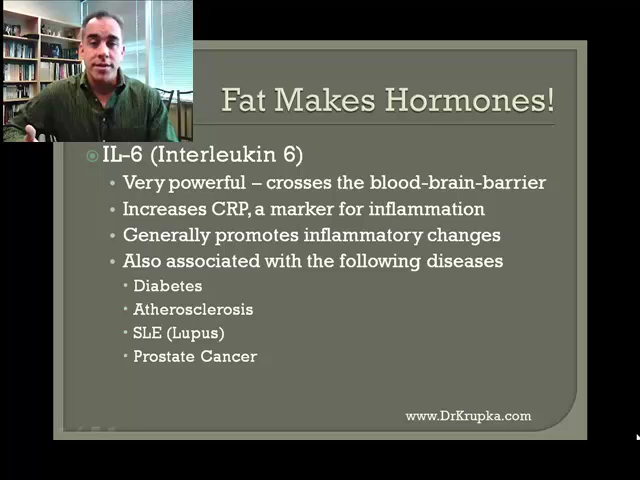 Fat Makes Hormones!
IL-6 (Interleukin 6)
Very powerful – crosses the blood-brain-barrier
Increases CRP, a marker for inflammation
Generally promotes inflammatory changes
Also associated with the following diseases
Diabetes
Atherosclerosis
SLE (Lupus)
Prostate Cancer
www.DrKrupka.com